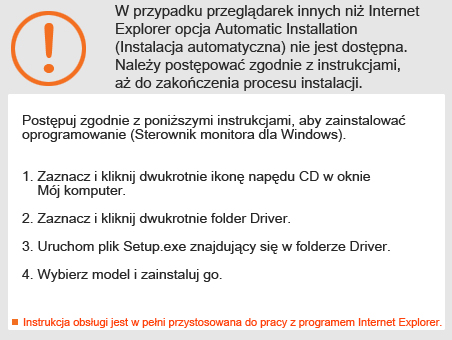 W przypadku przeglądarek innych niż Internet
Explorer opcja Automatic Installation
(Instalacja automatyczna) nie jest dostępna.
Należy postępować zgodnie z instrukcjami,
aż do zakończenia procesu instalacji.
Postępuj zgodnie z poniższymi instrukcjami, aby zainstalować
oprogramowanie (Sterownik monitora dla Windows).
1. Zaznacz i kliknij dwukrotnie ikonę napędu CD w oknie
Mój komputer.
2. Zaznacz i kliknij dwukrotnie folder Driver.
3. Uruchom plik Setup.exe znajdujący się w folderze Driver.
4. Wybierz model i zainstaluj go.
Instrukcja obsługi jest w pełni przystosowana do pracy z programem Internet Explorer.